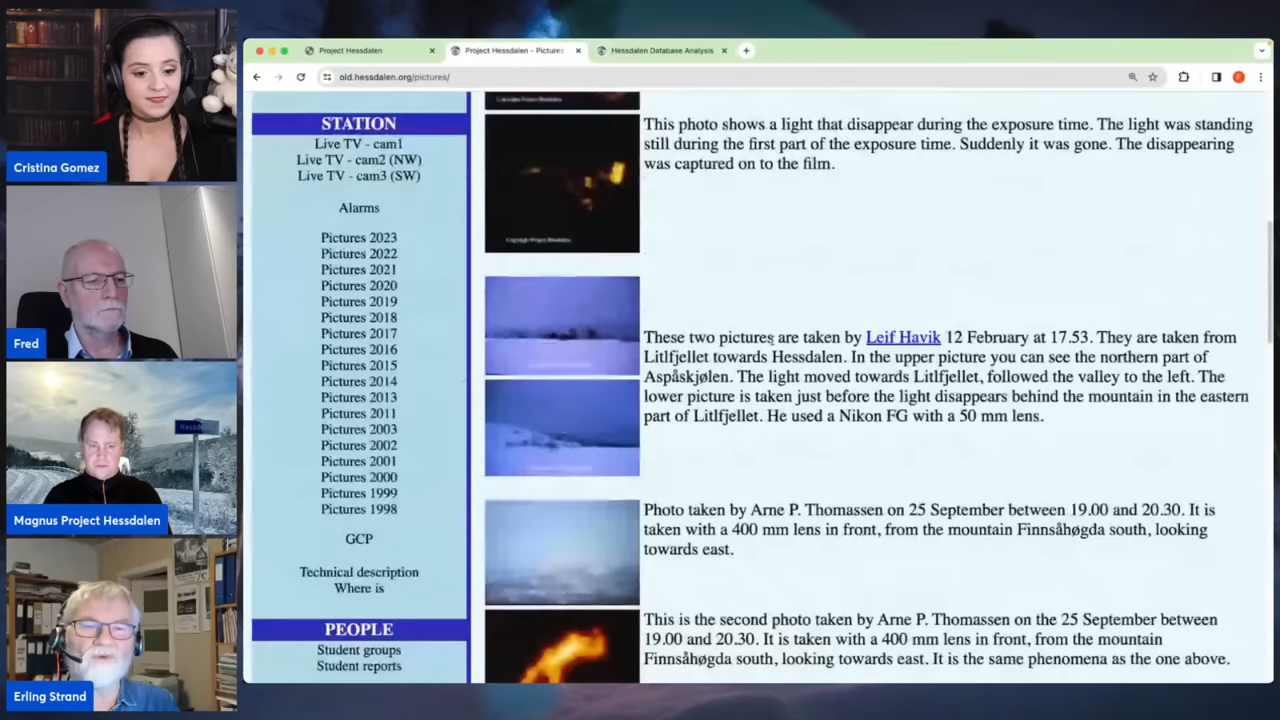 Cristina Gomez
Fred
Magnus Project Hessdalen
Erling Strand
Project Hessdalen
Project Hessdalen - Pictures
Hessdalen Database Analysis
old.hessdalen.org/pictures/
STATION
Live TV - cam1
Live TV - cam2 (NW)
Live TV - cam3 (SW)
Alarms
Pictures 2023
Pictures 2022
Pictures 2021
Pictures 2020
Pictures 2019
Pictures 2018
Pictures 2017
Pictures 2016
Pictures 2015
Pictures 2014
Pictures 2013
Pictures 2011
Pictures 2003
Pictures 2002
Pictures 2001
Pictures 2000
Pictures 1999
Pictures 1998
GCP
Technical description
Where is
PEOPLE
Student groups
Student reports
This photo shows a light that disappear during the exposure time. The light was standing
still during the first part of the exposure time. Suddenly it was gone. The disappearing
was captured on to the film.
Copyright Project Hessdalen
These two pictures are taken by Leif Havik 12 February at 17.53. They are taken from
Litlfjellet towards Hessdalen. In the upper picture you can see the northern part of
Aspåskjølen. The light moved towards Litlfjellet, followed the valley to the left. The
lower picture is taken just before the light disappears behind the mountain in the eastern
part of Litlfjellet. He used a Nikon FG with a 50 mm lens.
Photo taken by Arne P. Thomassen on 25 September between 19.00 and 20.30. It is
taken with a 400 mm lens in front, from the mountain Finnsåhøgda south, looking
towards east.
This is the second photo taken by Arne P. Thomassen on the 25 September between
19.00 and 20.30. It is taken with a 400 mm lens in front, from the mountain
Finnsåhøgda south, looking towards east. It is the same phenomena as the one above.